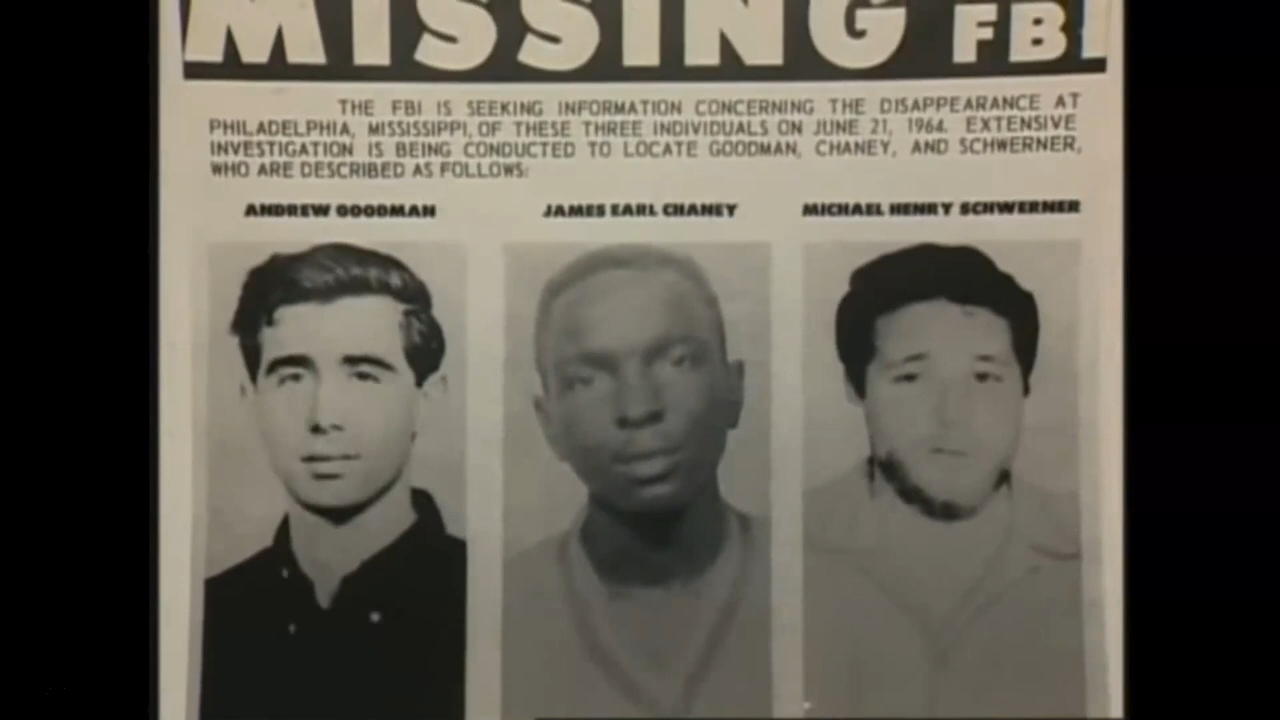 MISSING FBI
THE FBI IS SEEKING INFORMATION CONCERNING THE DISAPPEARANCE AT
PHILADELPHIA, MISSISSIPPI, OF THESE THREE INDIVIDUALS ON JUNE 21, 1964. EXTENSIVE
INVESTIGATION IS BEING CONDUCTED TO LOCATE GOODMAN, CHANEY, AND SCHWERNER,
WHO ARE DESCRIBED AS FOLLOWS:
ANDREW GOODMAN JAMES EARL CHANEY MICHAEL HENRY SCHWERNER